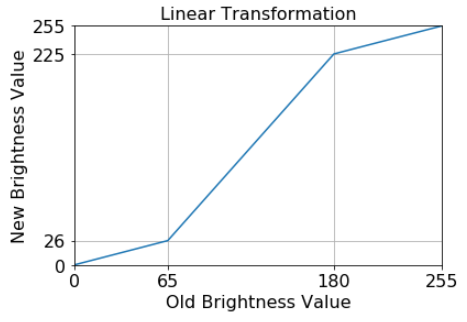 Linear Transformation
255
225
26
0
New Brightness Value
0 65 180 255
Old Brightness Value